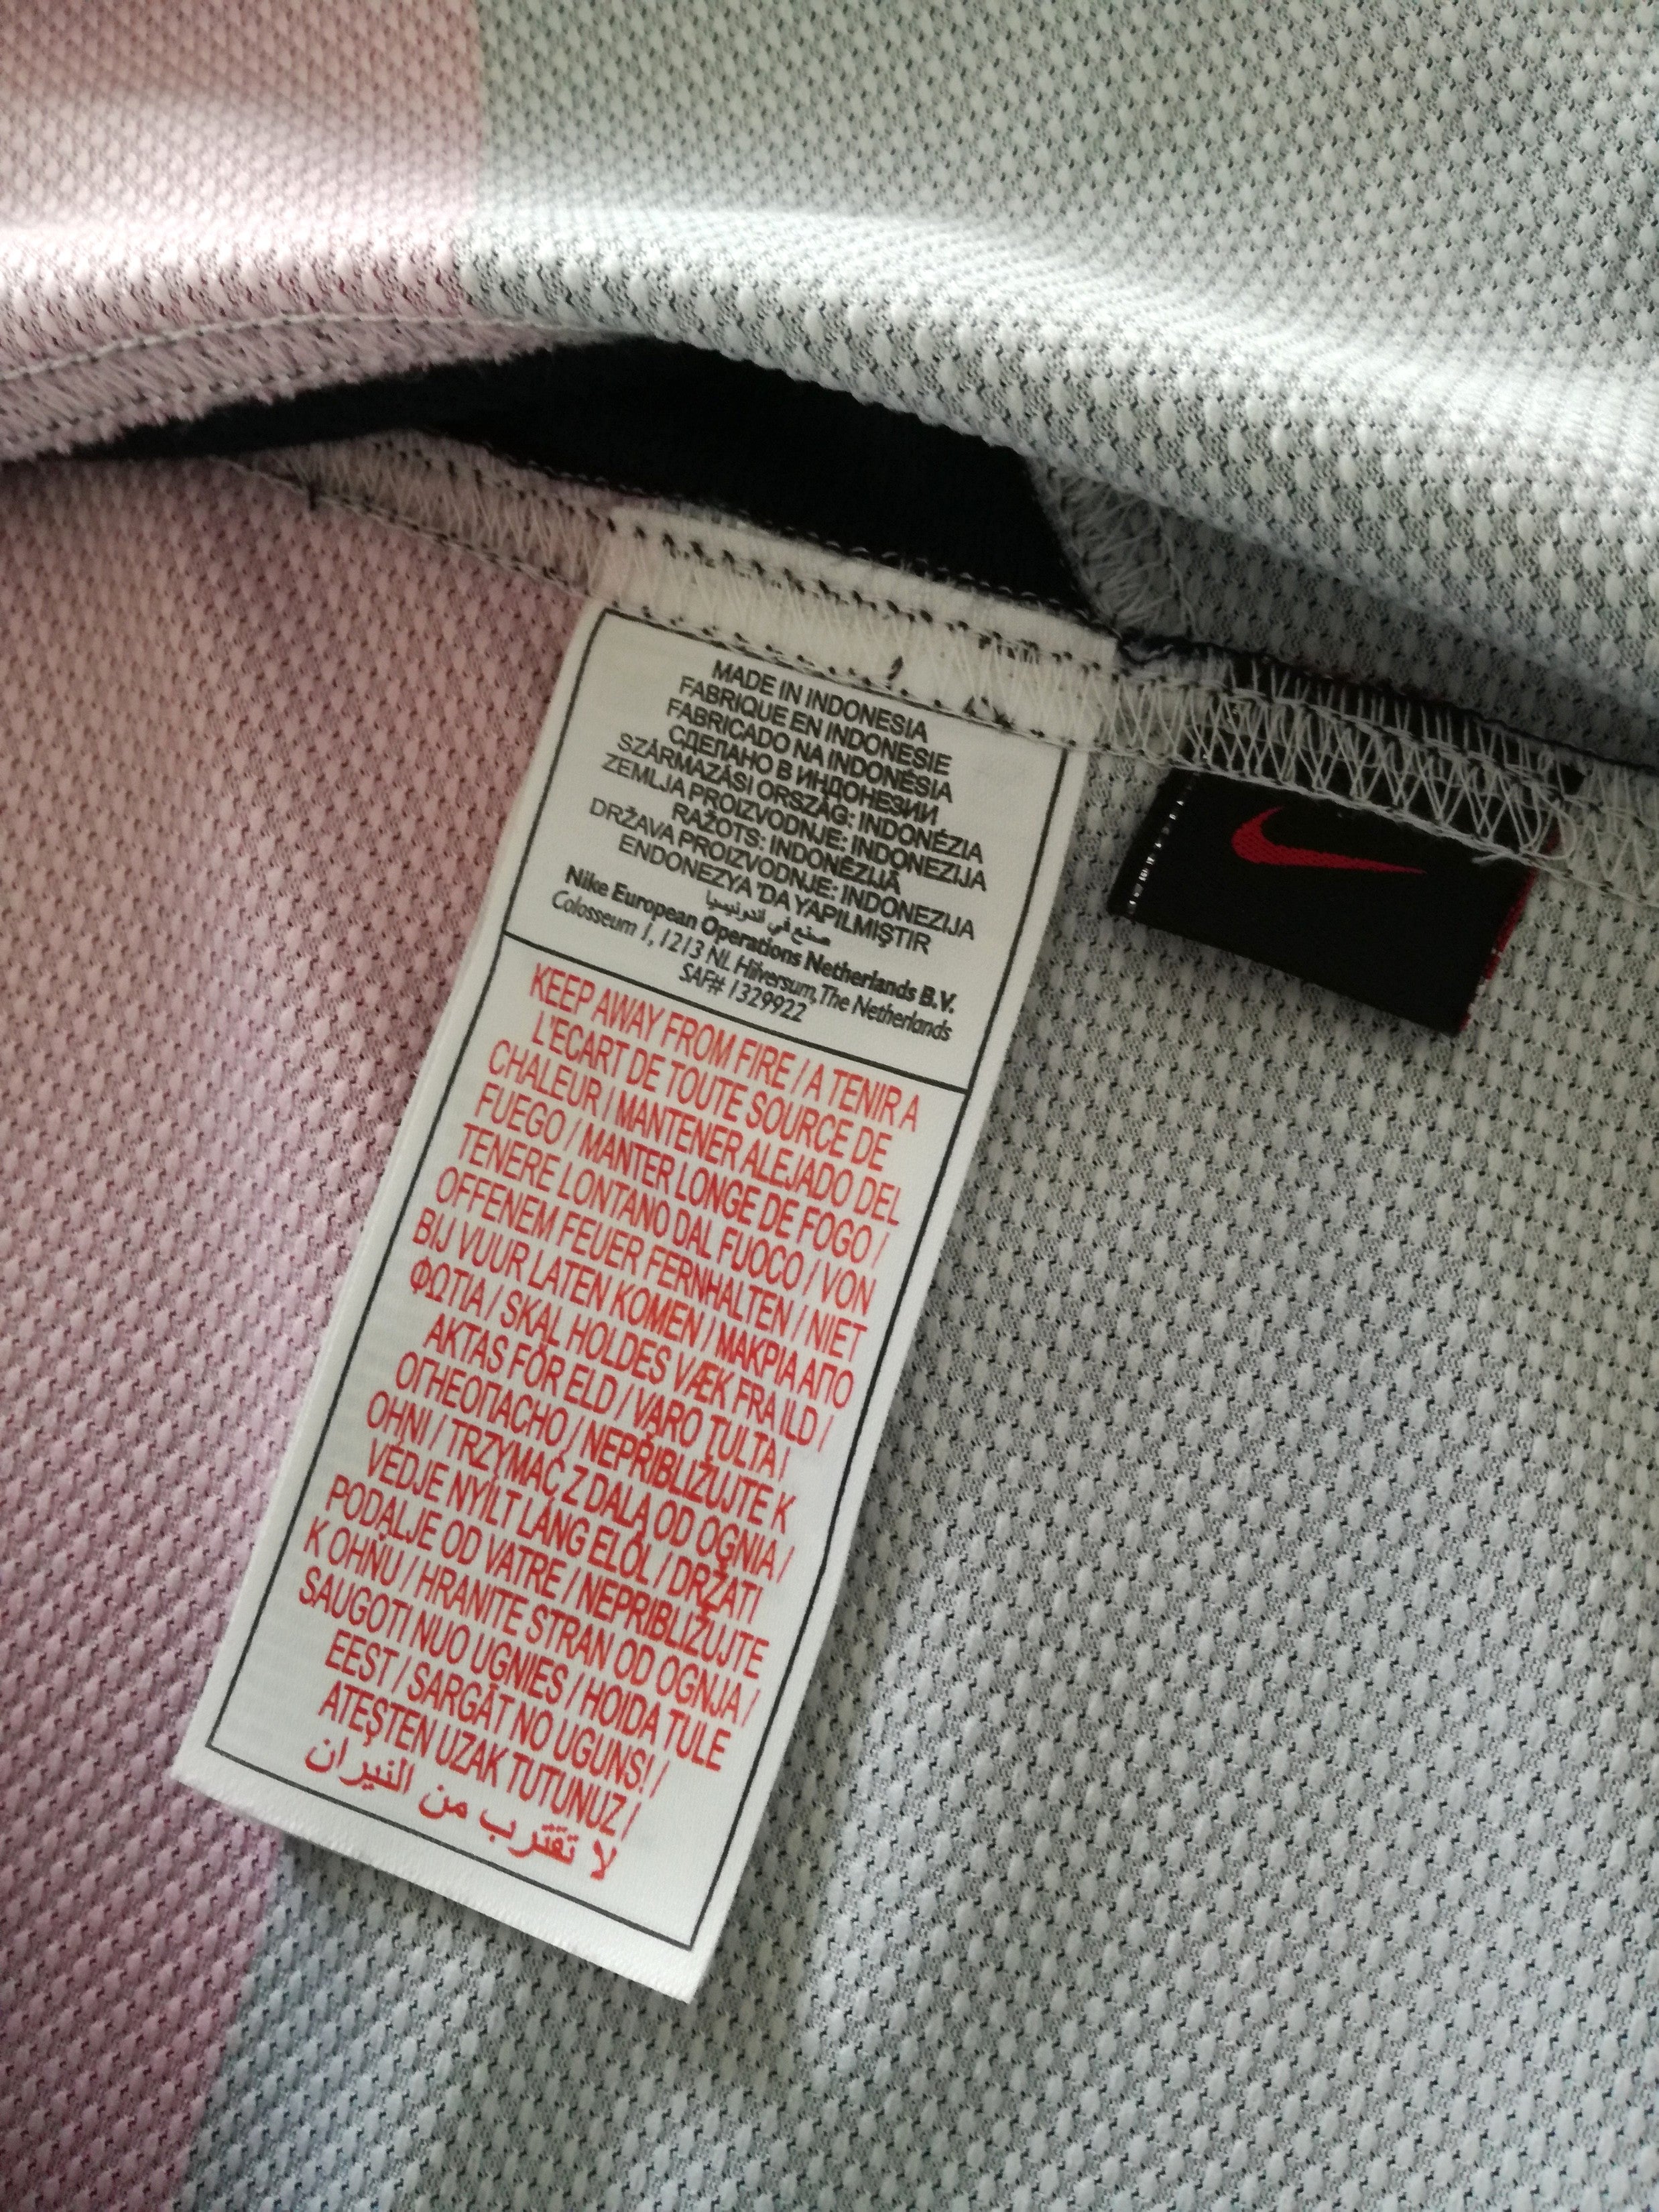 MADE IN INDONESIA
FABRIQUE EN INDONESIE
FABRICADO NA INDONÉSIA
СДЕЛАНО В ИНДОНЕЗИИ
SZÁRMAZÁSI ORSZÁG: INDONÉZIA
ZEMLJA PROIZVODNJE: INDONEZIJA
RAŽOTS: INDONĒZIJĀ
DRŽAVA PROIZVODNJE: INDONEZIJA
ENDONEZYA 'DA YAPILMIŞTIR
صنع في اندونيسيا
Nike European Operations Netherlands B.V.
Colosseum 1, 1213 NL Hilversum, The Netherlands
SAF# 1329922
KEEP AWAY FROM FIRE / A TENIR A
L'ECART DE TOUTE SOURCE DE
CHALEUR / MANTENER ALEJADO DEL
FUEGO / MANTER LONGE DE FOGO /
TENERE LONTANO DAL FUOCO / VON
OFFENEM FEUER FERNHALTEN / NIET
BIJ VUUR LATEN KOMEN / ΜΑΚΡΙΑ ΑΠΟ
ΦΩΤΙΑ / SKAL HOLDES VÆK FRA ILD /
AKTAS FÖR ELD / VARO TULTA /
ОГНЕОПАСНО / NEPŘIBLIŽUJTE K
OHNI / TRZYMAĆ Z DALA OD OGNIA /
VÉDJE NYÍLT LÁNG ELŐL / DRŽATI
PODALJE OD VATRE / NEPRIBLIŽUJTE
K OHŇU / HRANITE STRAN OD OGNJA /
SAUGOTI NUO UGNIES / HOIDA TULE
EEST / SARGĀT NO UGUNS! /
ATEŞTEN UZAK TUTUNUZ /
لا تقترب من النيران